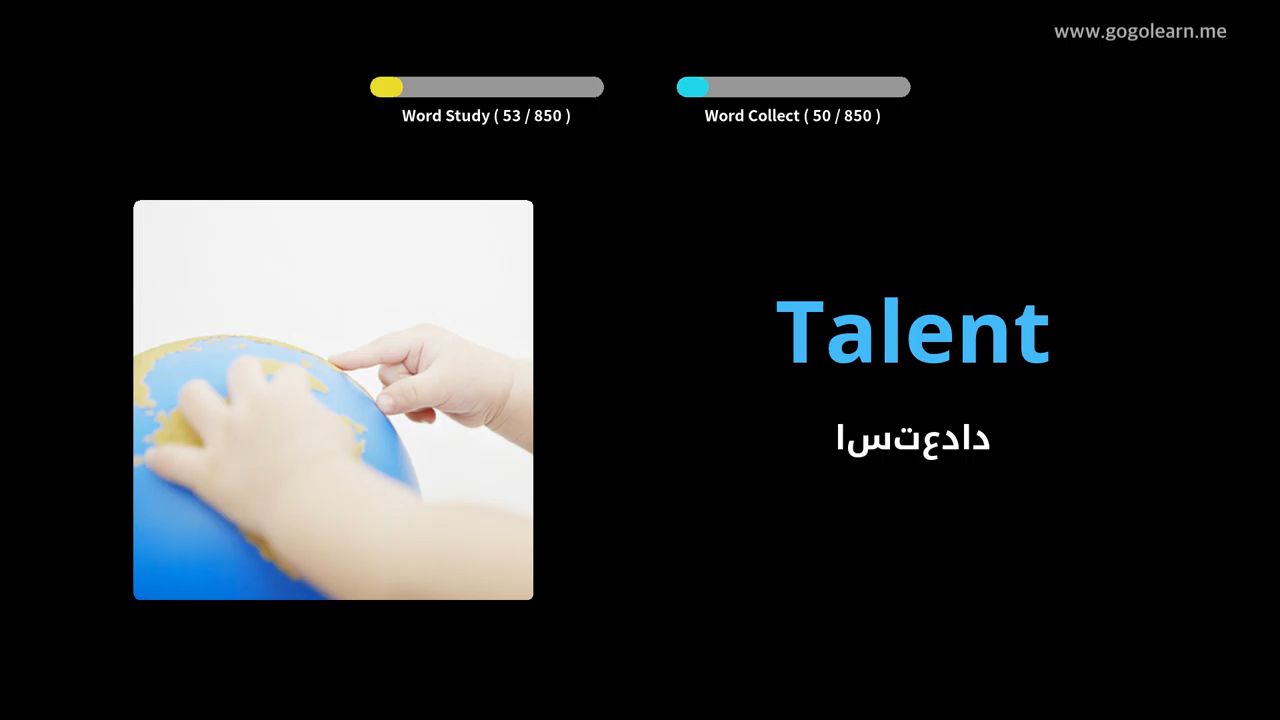 www.gogolearn.me
Word Study ( 53 / 850 )
Word Collect ( 50 / 850 )
Talent
دادعتسا